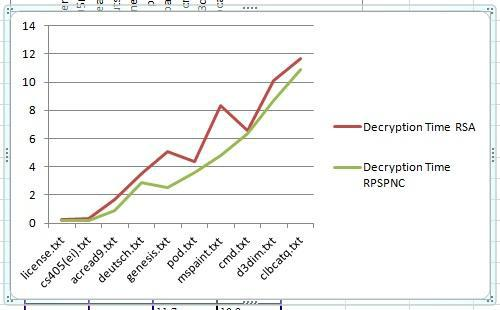 14
12
10
8
6
4
2
0
license.txt
cs405(ei).txt
acread9.txt
deutsch.txt
genesis.txt
pod.txt
mspaint.txt
cmd.txt
d3dim.txt
clbcatq.txt
Decryption Time RSA
Decryption Time
RPSPNC